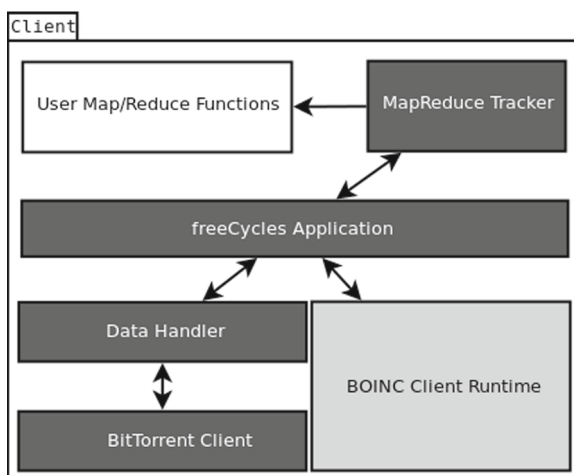 Client
User Map/Reduce Functions
MapReduce Tracker
freeCycles Application
Data Handler
BOINC Client Runtime
BitTorrent Client